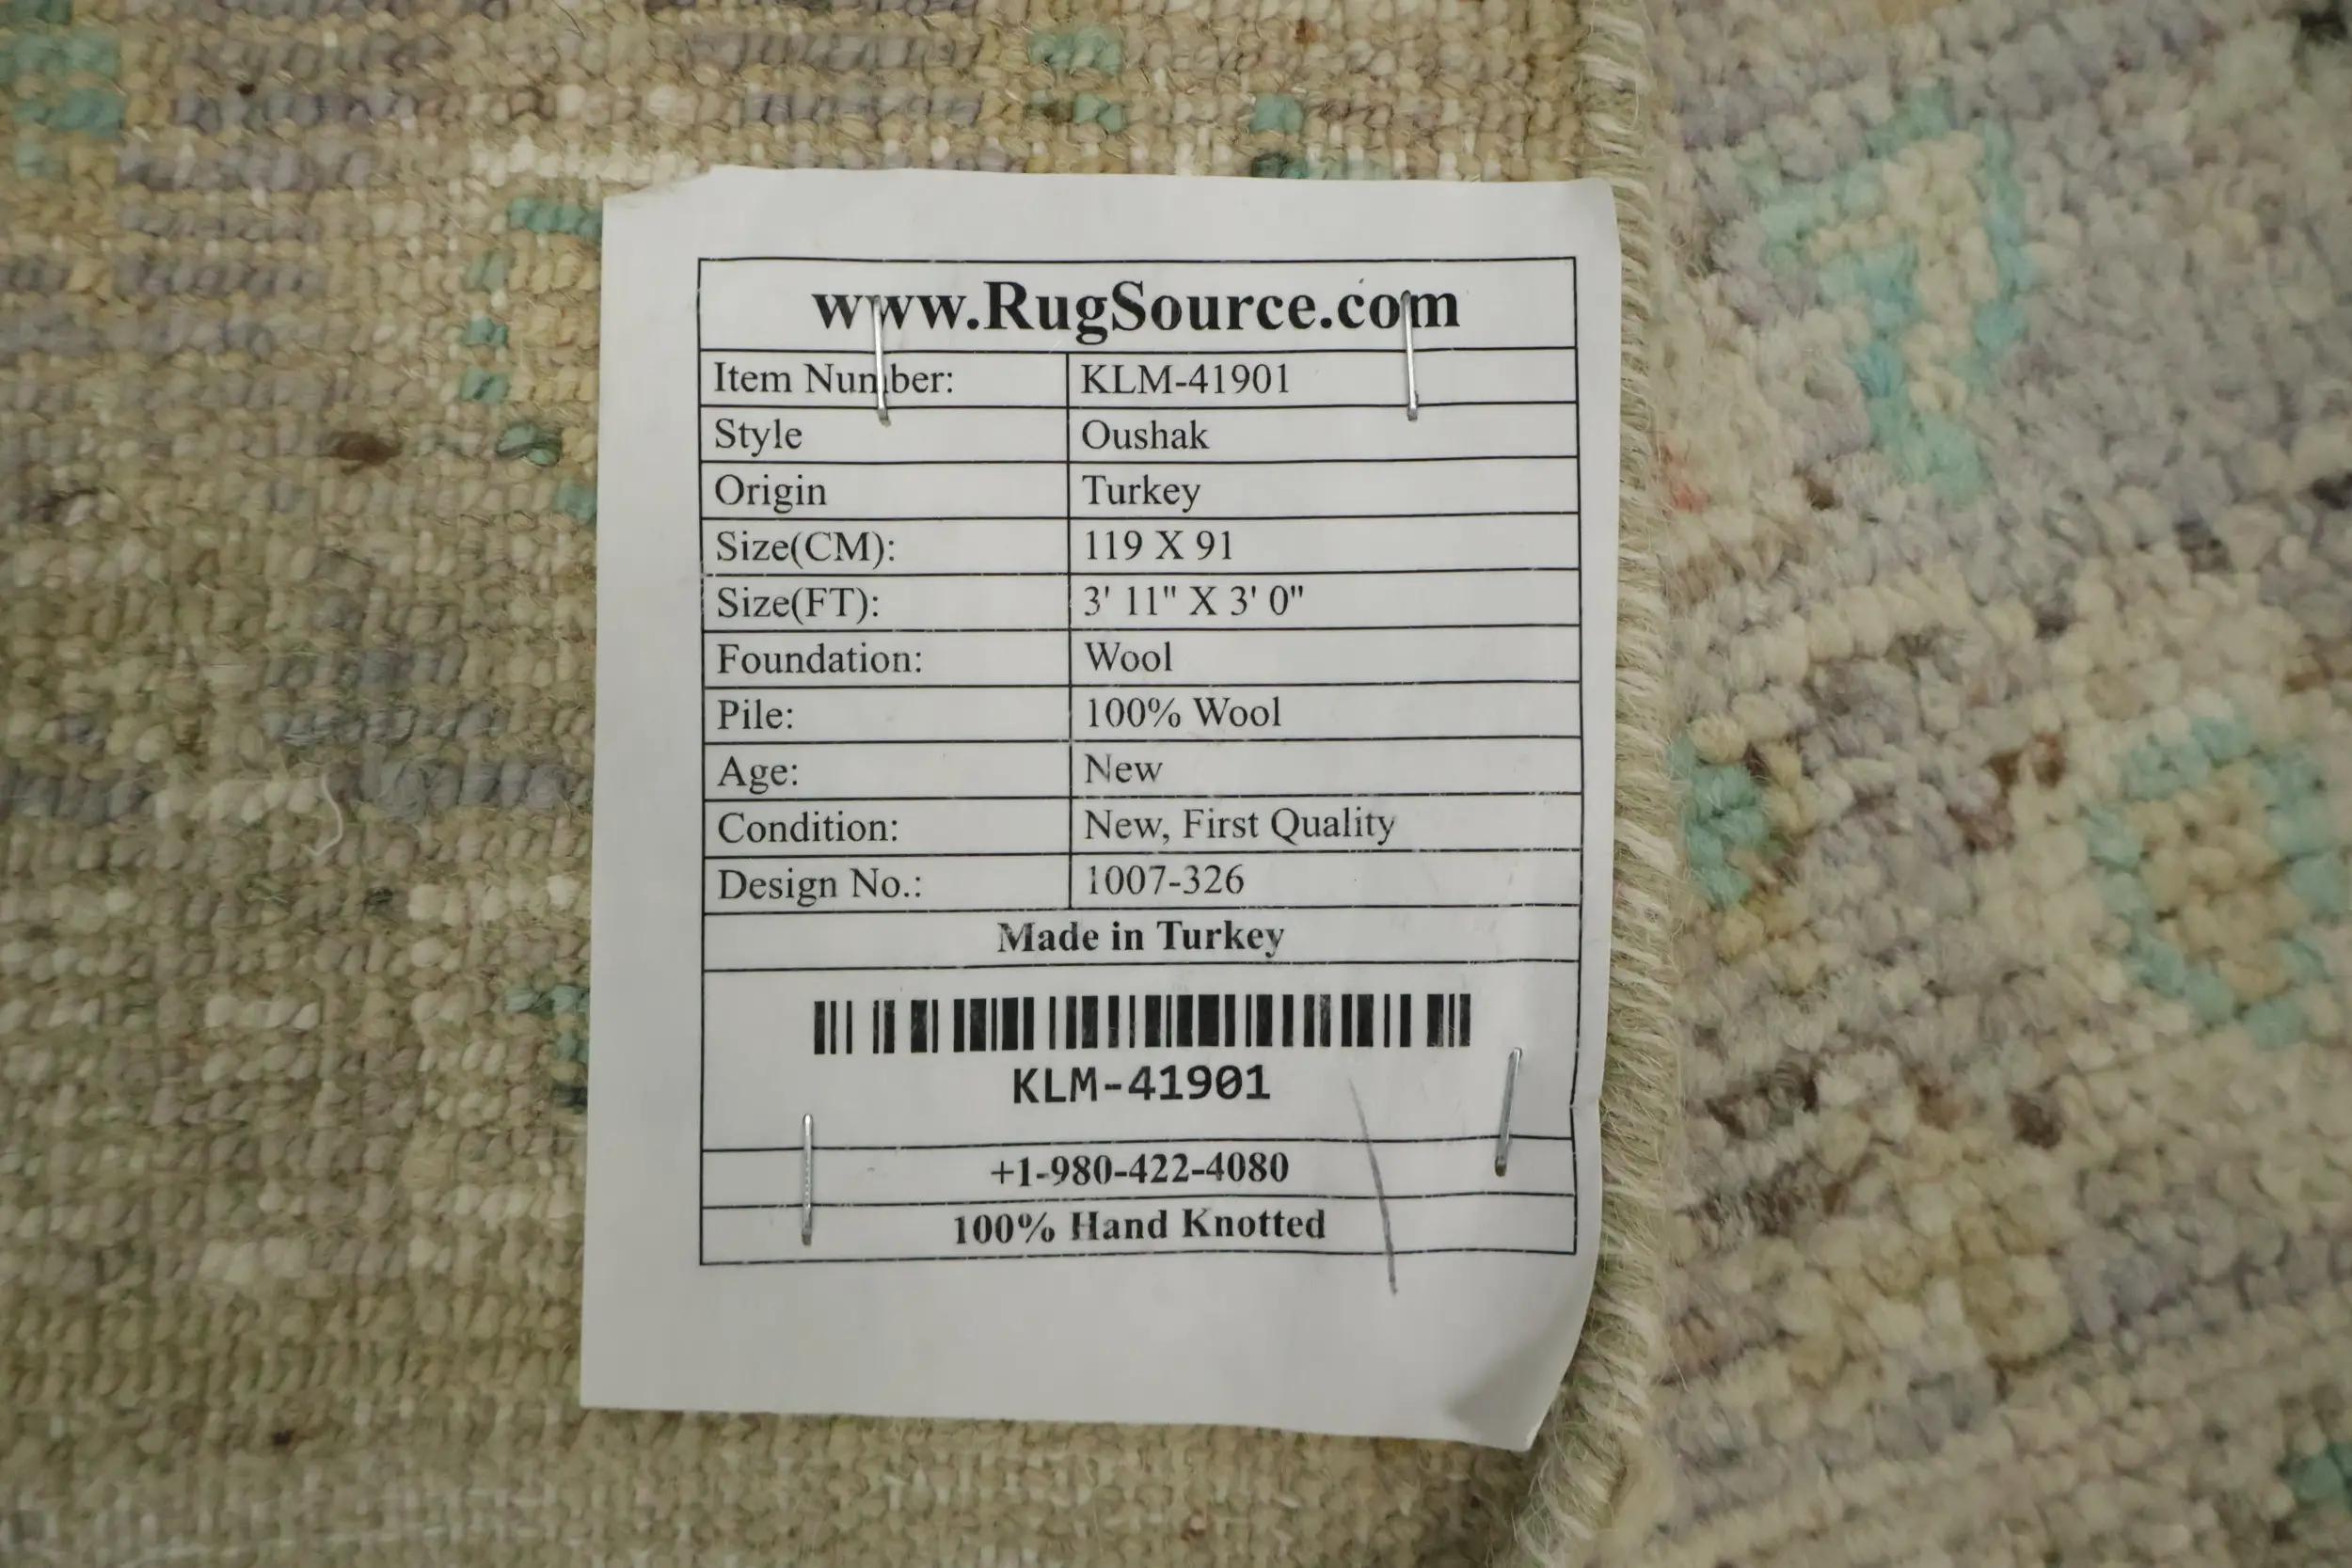 www.RugSource.com
Item Number: KLM-41901
Style Oushak
Origin Turkey
Size(CM): 119 X 91
Size(FT): 3' 11" X 3' 0"
Foundation: Wool
Pile: 100% Wool
Age: New
Condition: New, First Quality
Design No.: 1007-326
Made in Turkey
KLM-41901
+1-980-422-4080
100% Hand Knotted